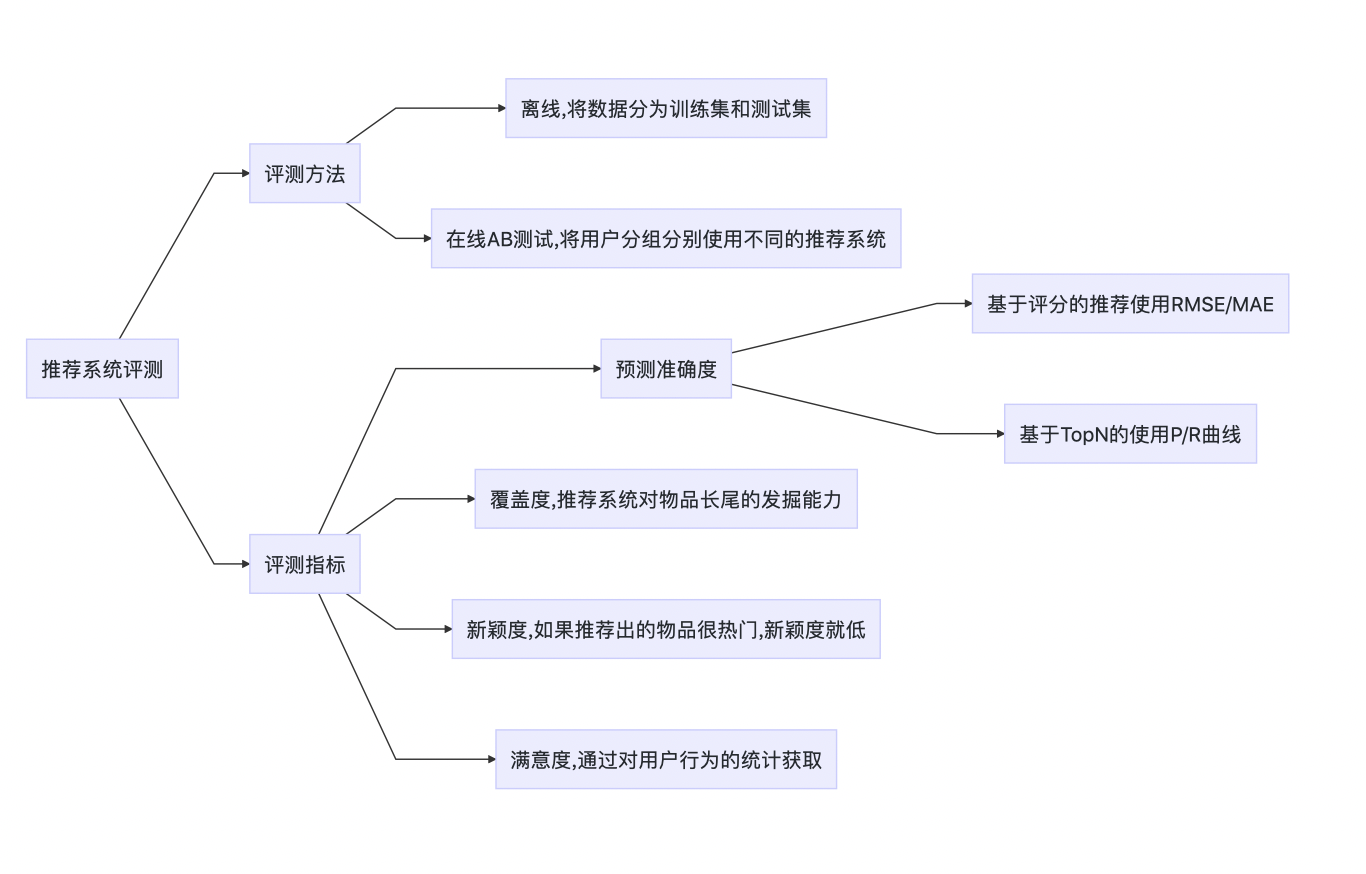 离线,将数据分为训练集和测试集
评测方法
在线AB测试,将用户分组分别使用不同的推荐系统
基于评分的推荐使用RMSE/MAE
推荐系统评测
预测准确度
基于TopN的使用P/R曲线
覆盖度,推荐系统对物品长尾的发掘能力
评测指标
新颖度,如果推荐出的物品很热门,新颖度就低
满意度,通过对用户行为的统计获取